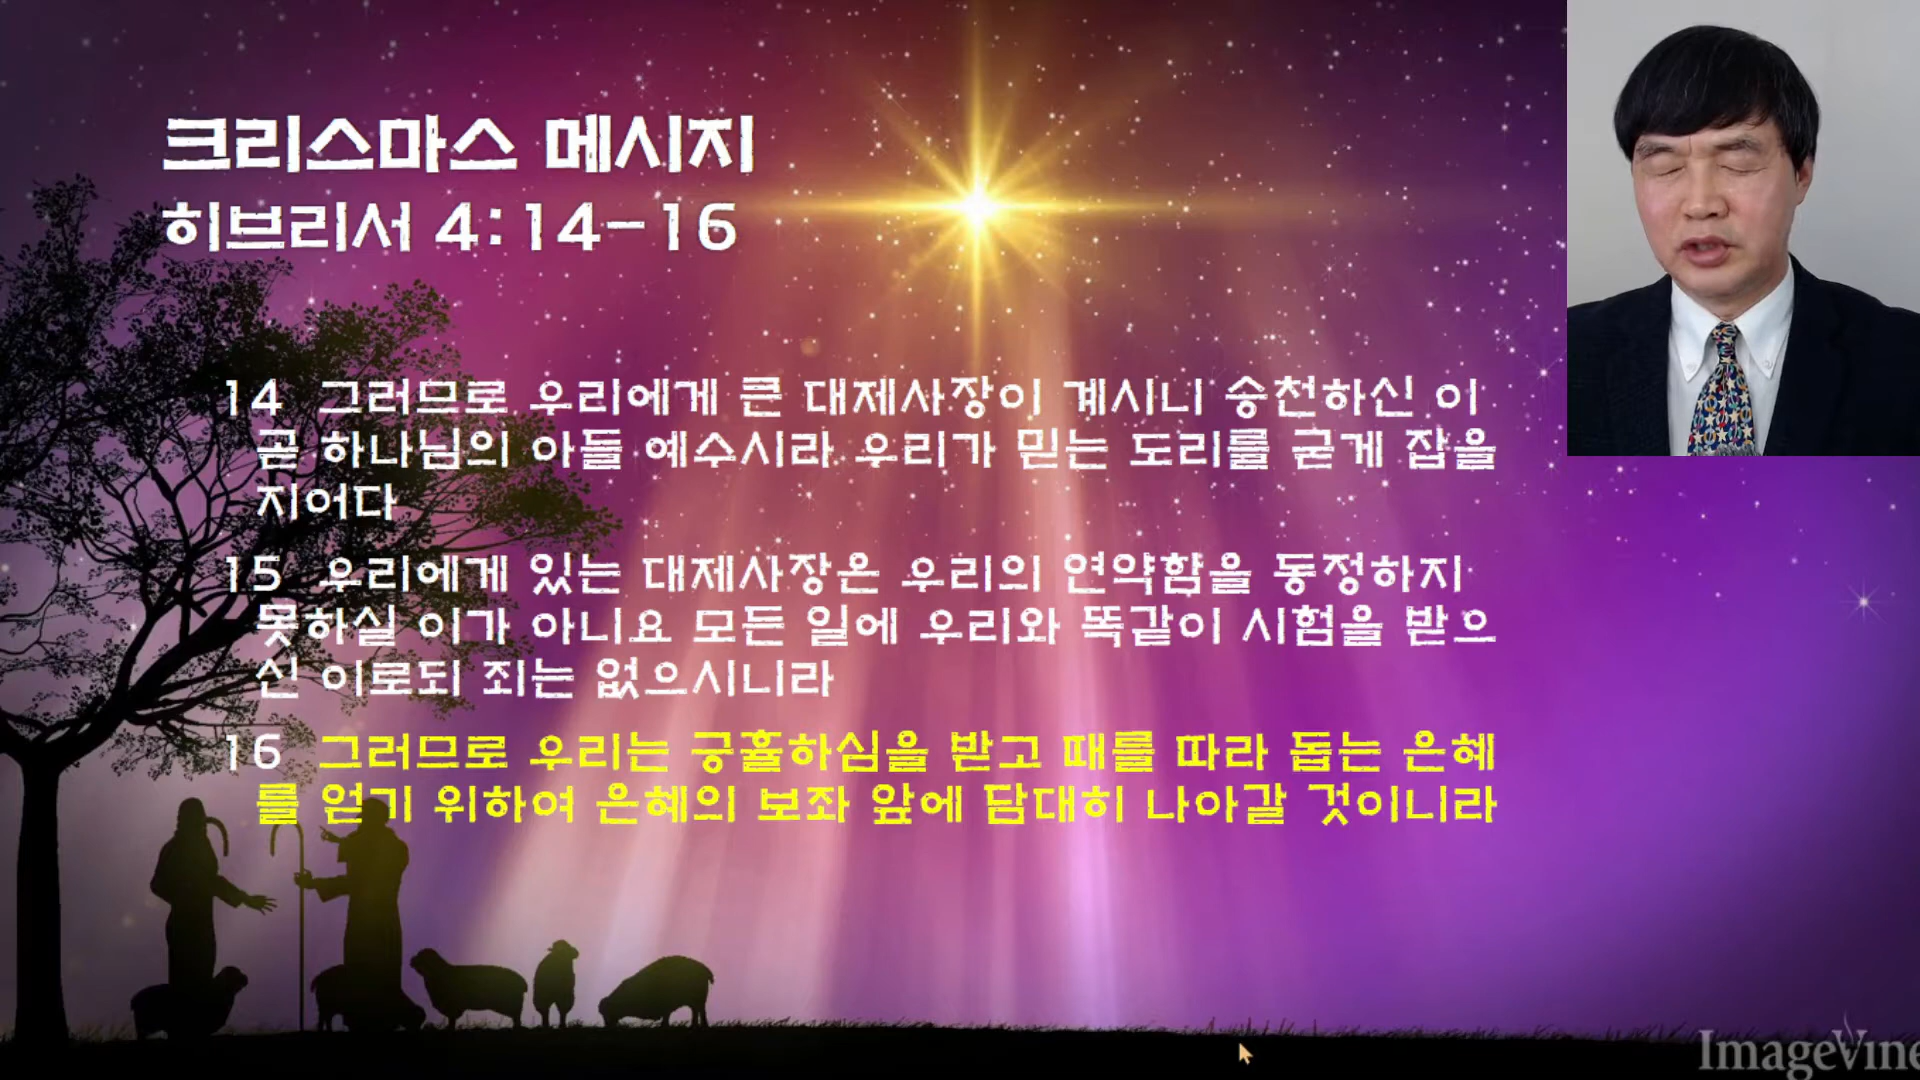 크리스마스 메시지
히브리서 4:14-16
14 그러므로 우리에게 큰 대제사장이 계시니 승천하신 이
곧 하나님의 아들 예수시라 우리가 믿는 도리를 굳게 잡을
지어다
15 우리에게 있는 대제사장은 우리의 연약함을 동정하지
못하실 이가 아니요 모든 일에 우리와 똑같이 시험을 받으
신 이로되 죄는 없으시니라
16 그러므로 우리는 긍휼하심을 받고 때를 따라 돕는 은혜
를 얻기 위하여 은혜의 보좌 앞에 담대히 나아갈 것이니라
ImageVine